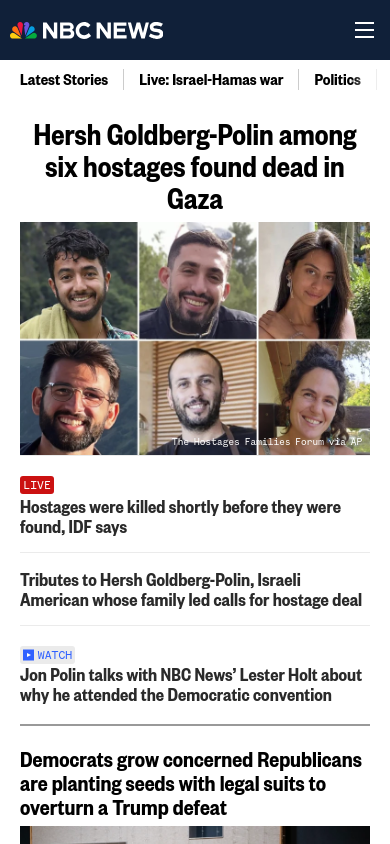 NBC NEWS
Latest Stories
Live: Israel-Hamas war
Politics
Hersh Goldberg-Polin among
six hostages found dead in
Gaza
The Hostages Families Forum via AP
LIVE
Hostages were killed shortly before they were
found, IDF says
Tributes to Hersh Goldberg-Polin, Israeli
American whose family led calls for hostage deal
WATCH
Jon Polin talks with NBC News’ Lester Holt about
why he attended the Democratic convention
Democrats grow concerned Republicans
are planting seeds with legal suits to
overturn a Trump defeat